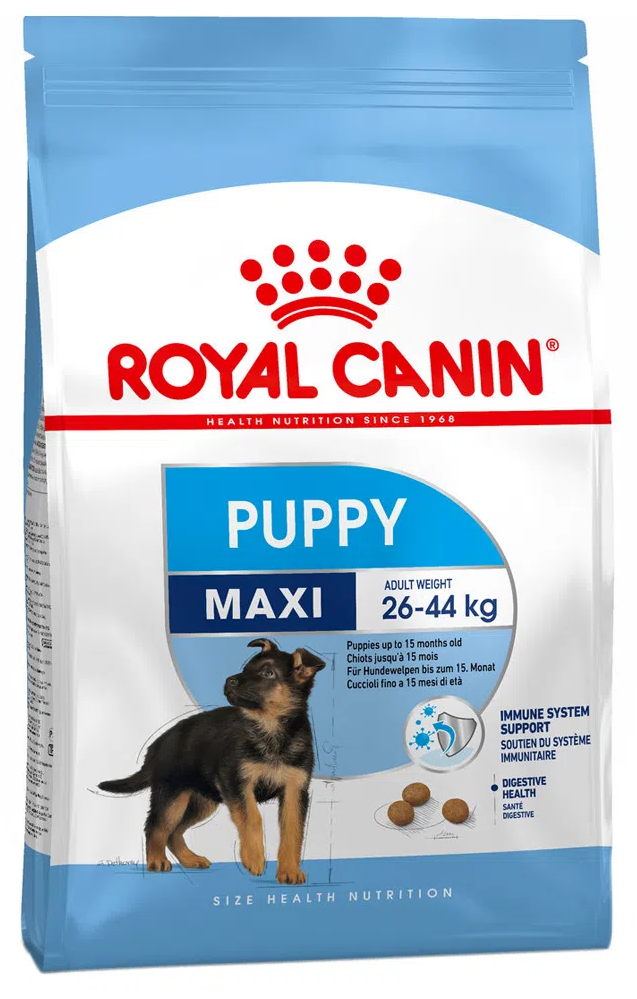 ROYAL CANIN®
HEALTH NUTRITION SINCE 1968
PUPPY
MAXI
ADULT WEIGHT
26-44 kg
Puppies up to 15 months old
Chiots jusqu'à 15 mois
Für Hundewelpen bis zum 15. Monat
Cuccioli fino a 15 mesi di età
IMMUNE SYSTEM
SUPPORT
SOUTIEN DU SYSTÈME
IMMUNITAIRE
DIGESTIVE
HEALTH
SANTÉ
DIGESTIVE
SIZE HEALTH NUTRITION